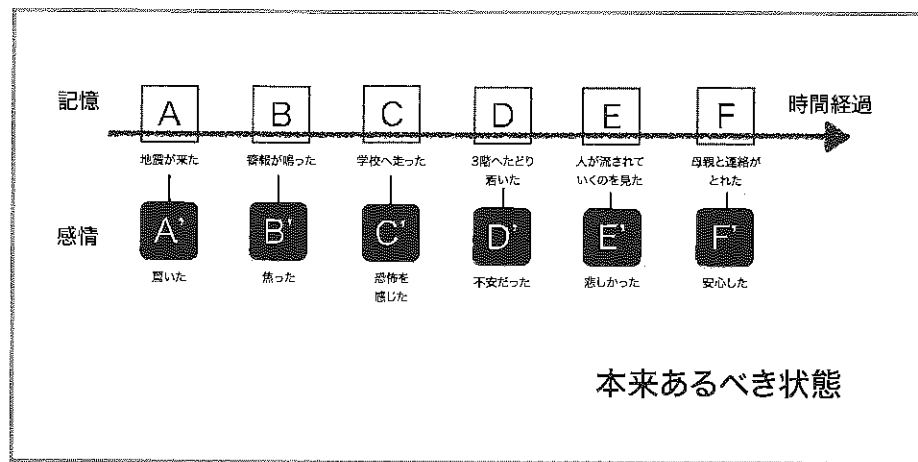 記憶
A
B
C
D
E
F
時間経過
地震が来た
警報が鳴った
学校へ走った
3階へたどり
着いた
人が流されて
いくのを見た
母親と連絡が
とれた
感情
A'
B'
C'
D'
E'
F'
驚いた
焦った
恐怖を
感じた
不安だった
悲しかった
安心した
本来あるべき状態